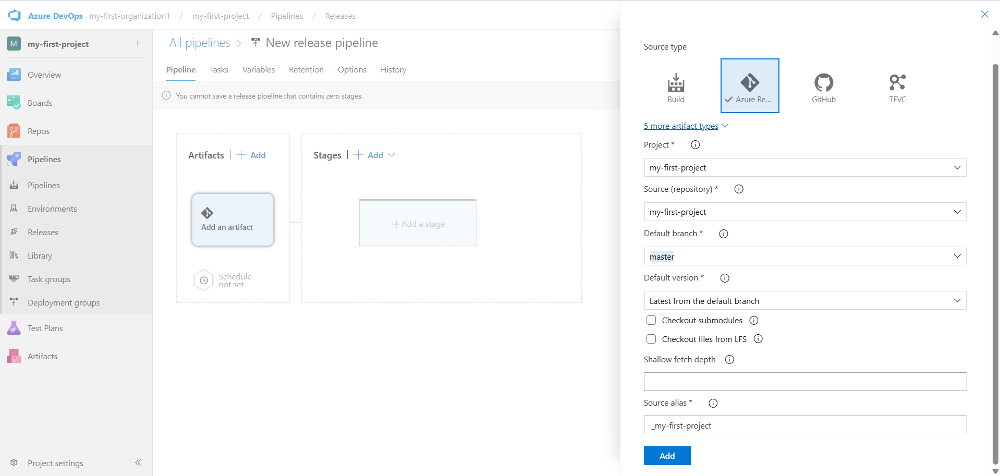 Azure DevOps my-first-organization1 / my-first-project / Pipelines / Releases
M my-first-project
Overview
Boards
Repos
Pipelines
Pipelines
Environments
Releases
Library
Task groups
Deployment groups
Test Plans
Artifacts
Project settings
All pipelines > New release pipeline
Pipeline Tasks Variables Retention Options History
You cannot save a release pipeline that contains zero stages.
Artifacts | + Add
Add an artifact
Schedule
not set
Stages | + Add
+ Add a stage
Source type
Build
Azure Re...
GitHub
TFVC
5 more artifact types
Project *
my-first-project
Source (repository) *
my-first-project
Default branch *
master
Default version *
Latest from the default branch
Checkout submodules
Checkout files from LFS
Shallow fetch depth
Source alias *
_my-first-project
Add